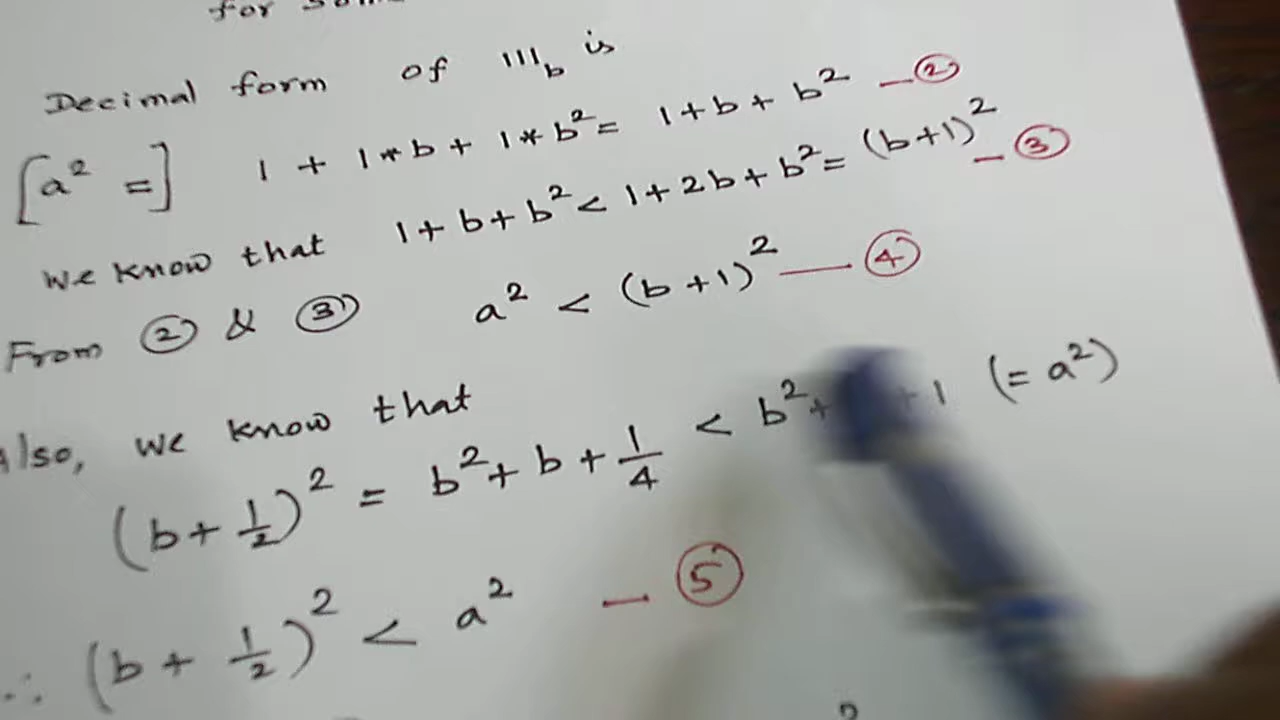 for
Decimal form of 111_b is
[a² =] 1 + 1*b + 1*b² = 1+b+b² — ②
We know that 1+b+b² < 1+2b+b² = (b+1)² — ③
From ② & ③ a² < (b+1)² — ④
Also, we know that
(b+½)² = b²+b+¼ < b²+ +1 (= a²)
∴ (b+½)² < a² — ⑤
2